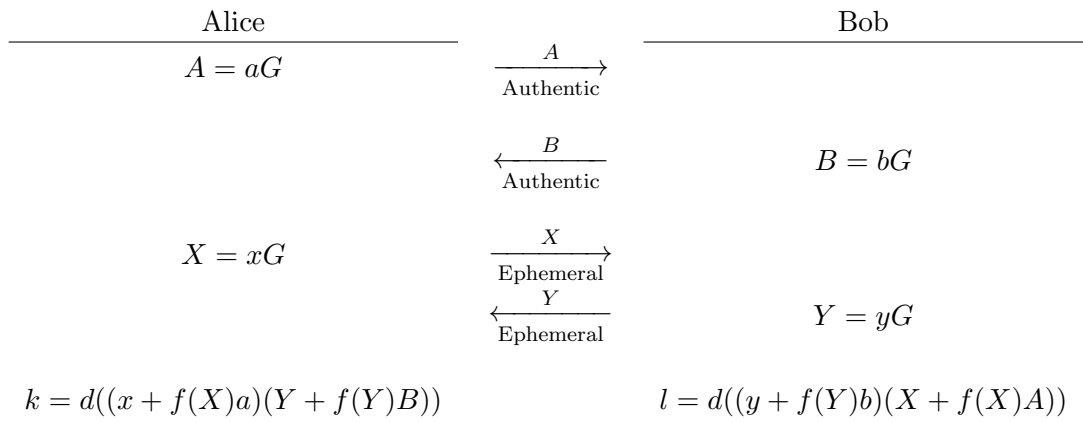 Alice Bob
A = aG A
Authentic
B B = bG
Authentic
X = xG X
Ephemeral
Y Y = yG
Ephemeral
k = d((x + f(X)a)(Y + f(Y)B)) l = d((y + f(Y)b)(X + f(X)A))